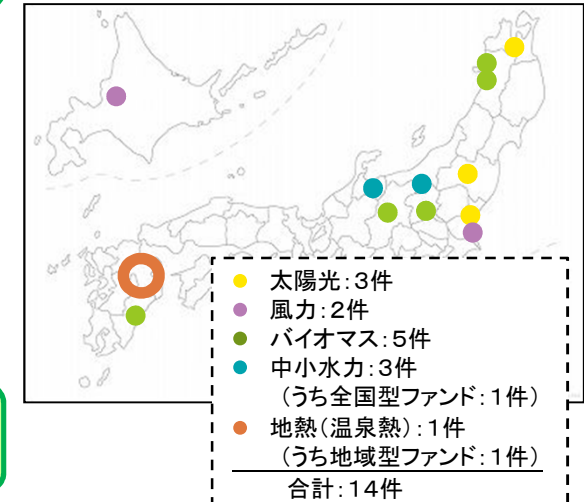 太陽光：３件
風力：２件
バイオマス：５件
中小水力：３件
（うち全国型ファンド：１件）
地熱（温泉熱）：１件
（うち地域型ファンド：１件）
合計：１４件